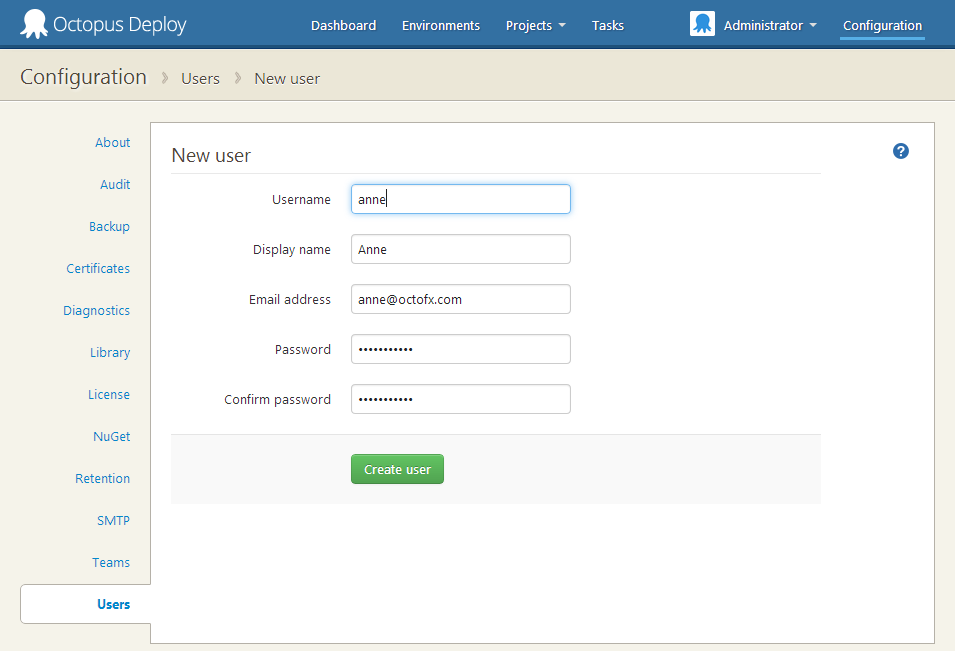 Octopus Deploy Dashboard Environments Projects Tasks Administrator Configuration
Configuration Users New user
About
Audit
Backup
Certificates
Diagnostics
Library
License
NuGet
Retention
SMTP
Teams
Users
New user ?
Username anne
Display name Anne
Email address anne@octofx.com
Password •••••••••••
Confirm password •••••••••••
Create user